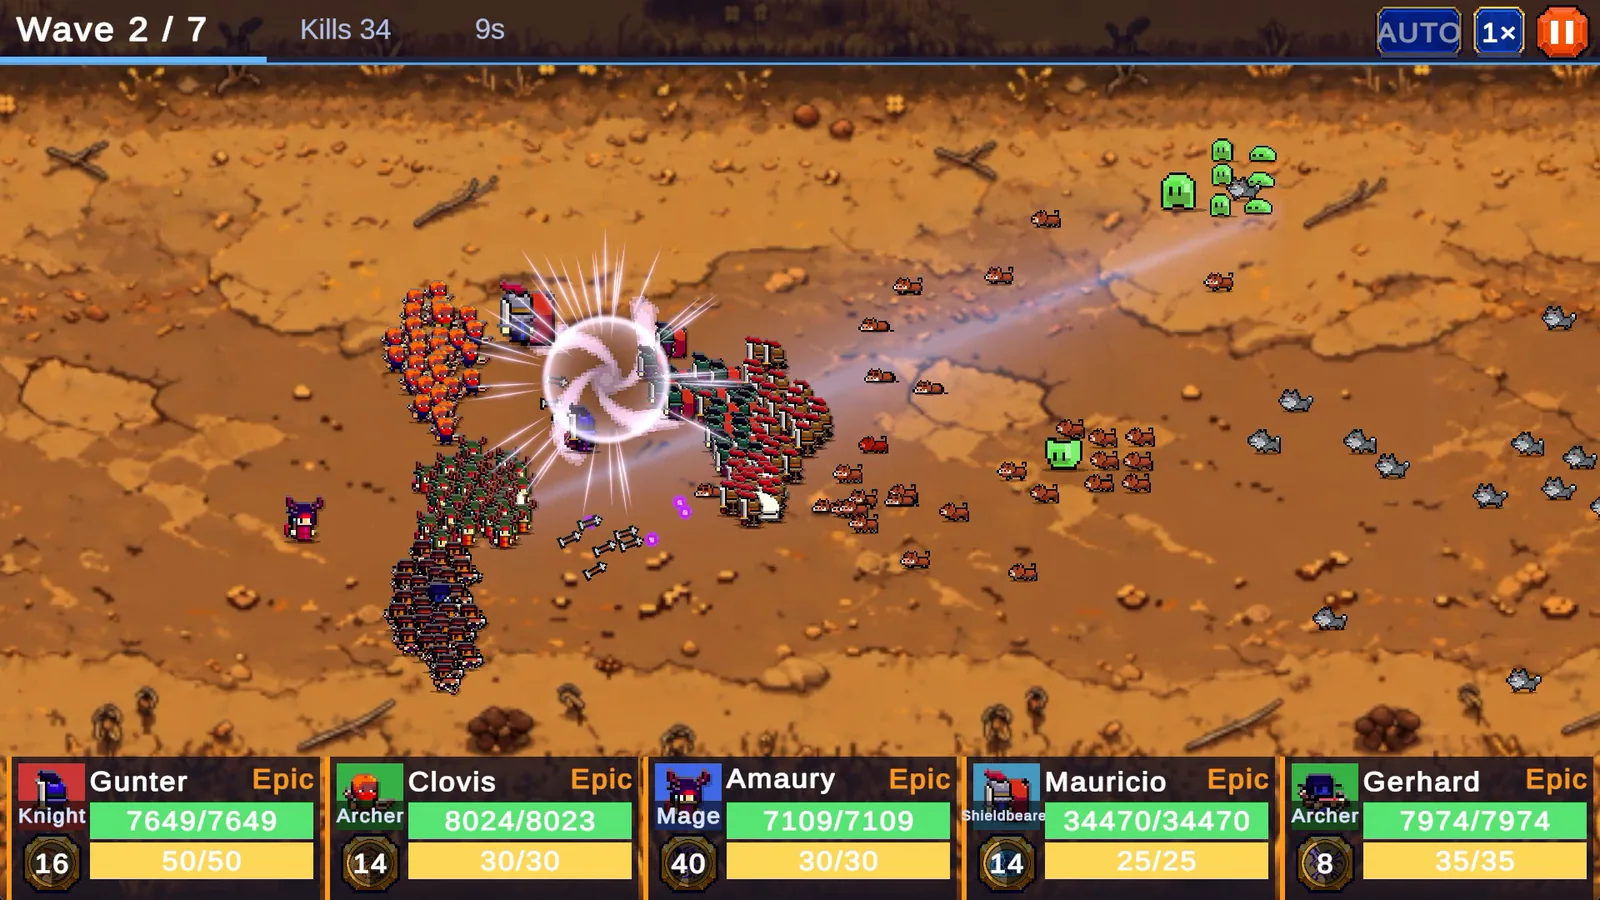 Wave 2 / 7
Kills 34
9s
AUTO
1×
Gunter
Epic
Knight
7649/7649
16
50/50
Clovis
Epic
Archer
8024/8023
14
30/30
Amaury
Epic
Mage
7109/7109
40
30/30
Mauricio
Epic
Shieldbeare
34470/34470
14
25/25
Gerhard
Epic
Archer
7974/7974
8
35/35